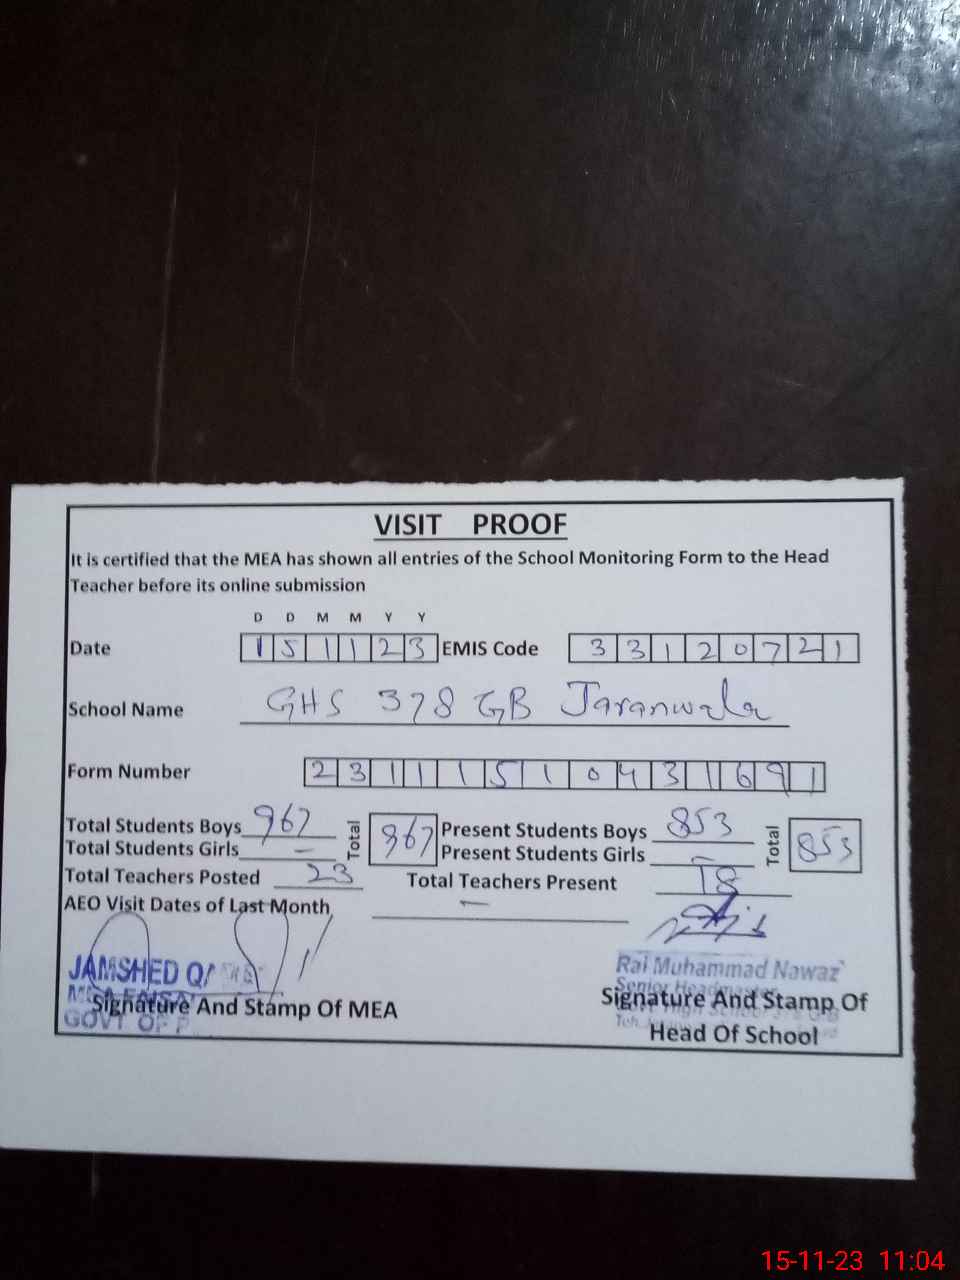 VISIT PROOF
It is certified that the MEA has shown all entries of the School Monitoring Form to the Head
Teacher before its online submission
D D M M Y Y
Date 1 5 1 1 2 3 EMIS Code 3 3 1 2 0 7 2 1
School Name GHS 378 GB Jaranwala
Form Number 2 3 1 1 1 5 1 0 4 3 1 6 9 1
Total Students Boys 967 Total 967 Present Students Boys 853 Total 853
Total Students Girls – Present Students Girls –
Total Teachers Posted 23 Total Teachers Present 18
AEO Visit Dates of Last Month –
JAMSHED
Rai Muhammad Nawaz
Senior Headmaster
Signature And Stamp Of MEA
Signature And Stamp Of
GOVT OF
Head Of School
15-11-23 11:04